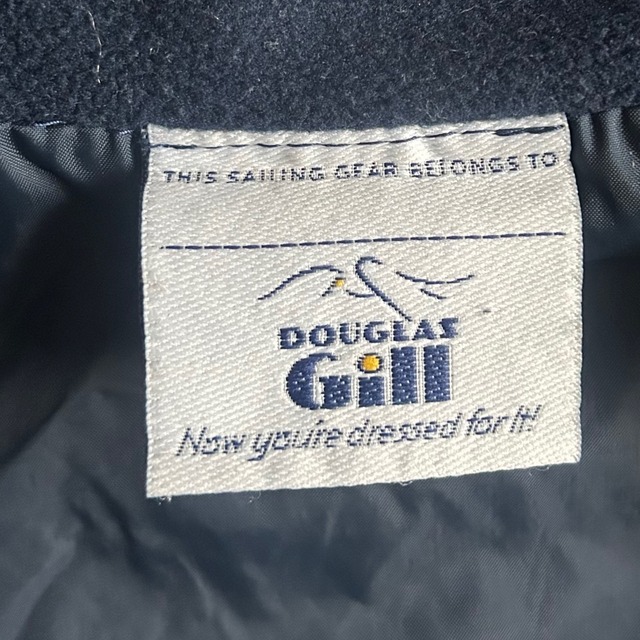 THIS SAILING GEAR BELONGS TO
DOUGLAS
Gill
Now you're dressed for it!